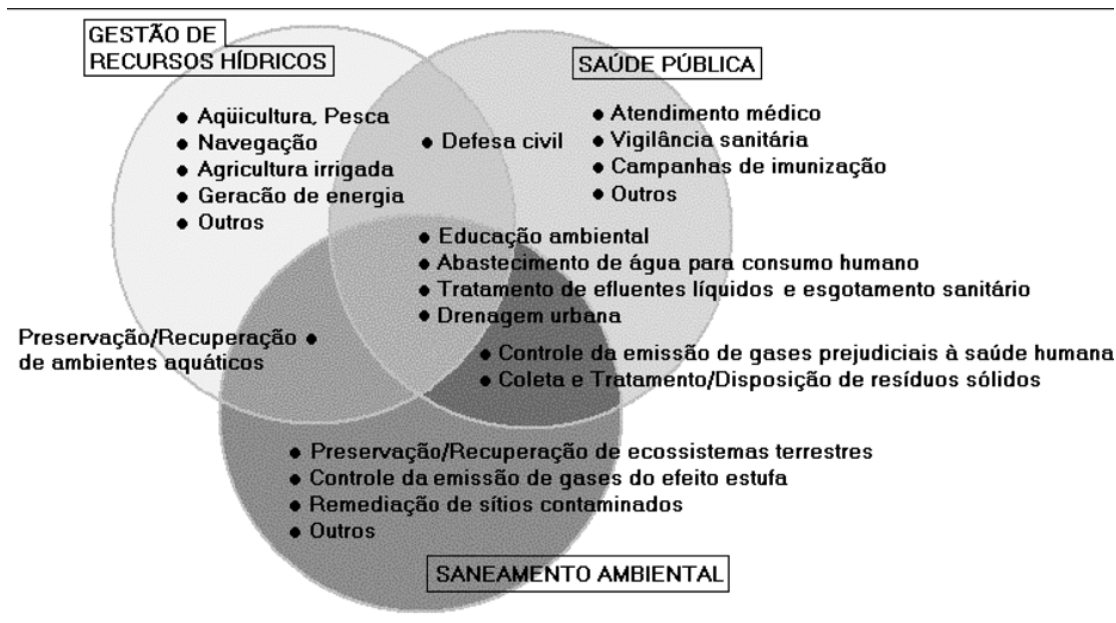 GESTÃO DE
RECURSOS HÍDRICOS
SAÚDE PÚBLICA
● Aqüicultura, Pesca
● Navegação
● Agricultura irrigada
● Geracão de energia
● Outros
● Defesa civil
● Atendimento médico
● Vigilância sanitária
● Campanhas de imunização
● Outros
● Educação ambiental
● Abastecimento de água para consumo humano
● Tratamento de efluentes líquidos e esgotamento sanitário
● Drenagem urbana
Preservação/Recuperação ●
de ambientes aquáticos
● Controle da emissão de gases prejudiciais à saúde humana
● Coleta e Tratamento/Disposição de resíduos sólidos
● Preservação/Recuperação de ecossistemas terrestres
● Controle da emissão de gases do efeito estufa
● Remediação de sítios contaminados
● Outros
SANEAMENTO AMBIENTAL